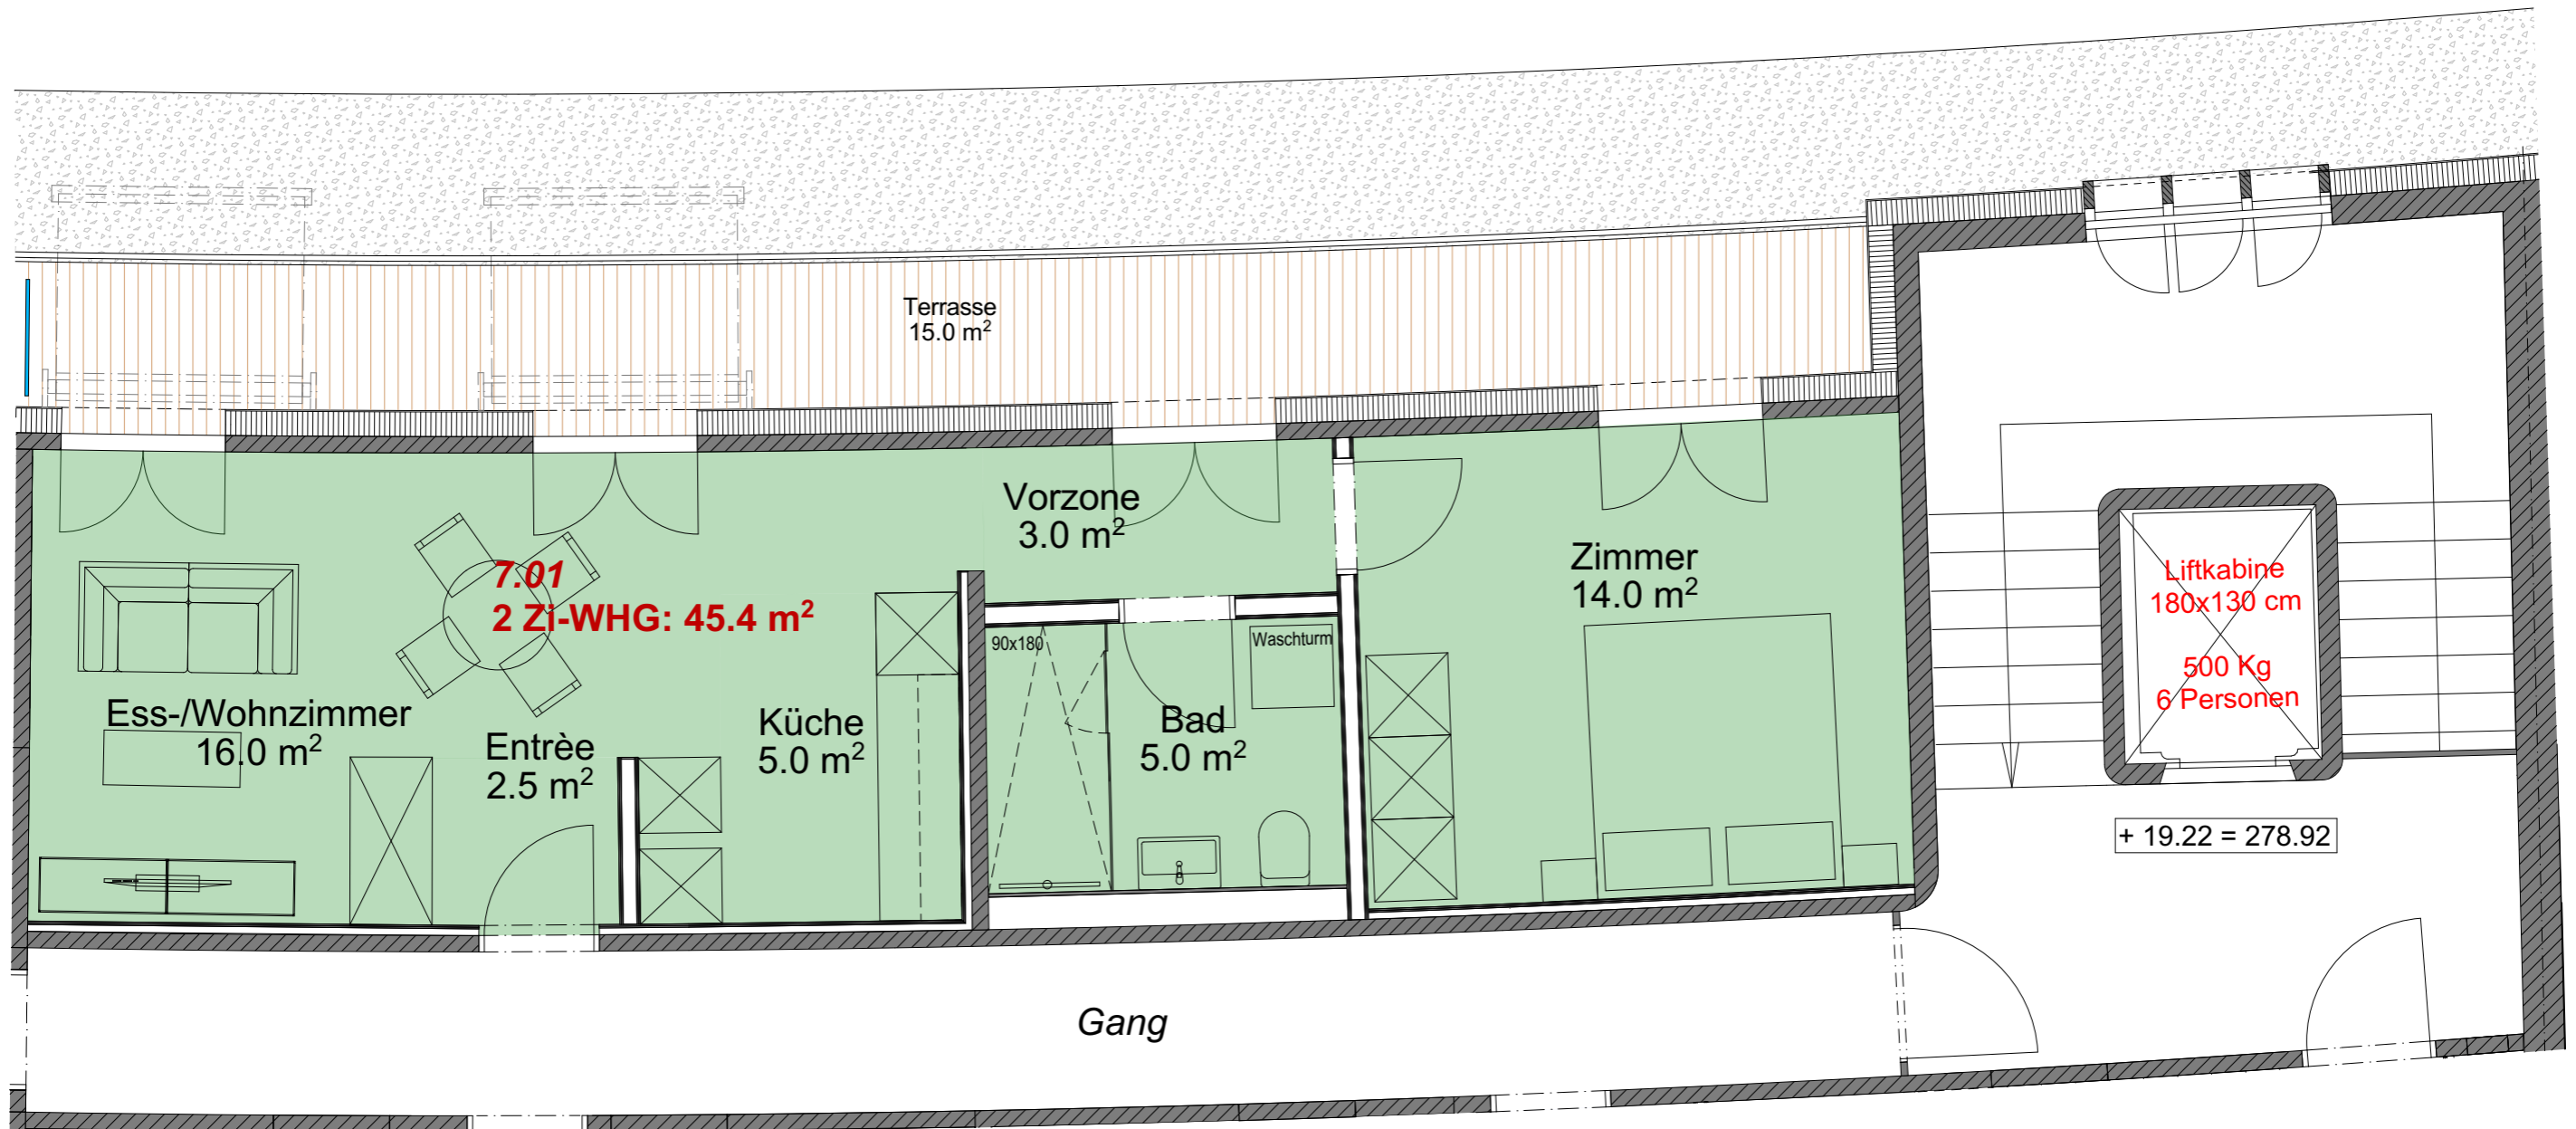 Terrasse
15.0 m²
Vorzone
3.0 m²
Zimmer
14.0 m²
7.01
2 Zi-WHG: 45.4 m²
Liftkabine
180x130 cm
500 Kg
6 Personen
90x180
Waschturm
Ess-/Wohnzimmer
16.0 m²
Entrèe
2.5 m²
Küche
5.0 m²
Bad
5.0 m²
+ 19.22 = 278.92
Gang